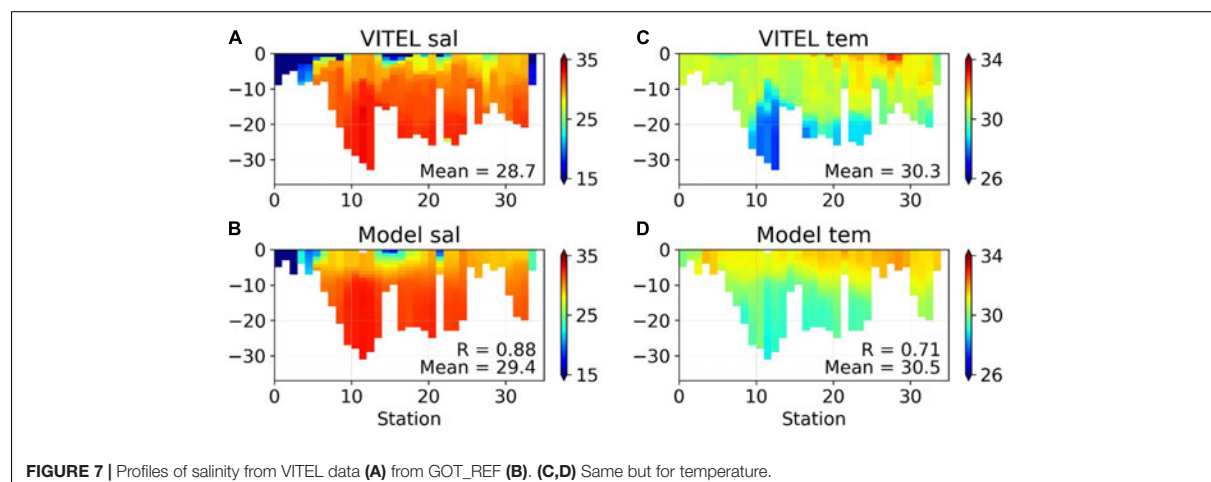 A
VITEL sal
0
−10
−20
−30
0
10
20
30
Mean = 28.7
35
25
15
C
VITEL tem
0
−10
−20
−30
0
10
20
30
Mean = 30.3
34
30
26
B
Model sal
0
−10
−20
−30
0
10
20
30
R = 0.88
Mean = 29.4
Station
35
25
15
D
Model tem
0
−10
−20
−30
0
10
20
30
R = 0.71
Mean = 30.5
Station
34
30
26
FIGURE 7 | Profiles of salinity from VITEL data (A) from GOT_REF (B). (C,D) Same but for temperature.